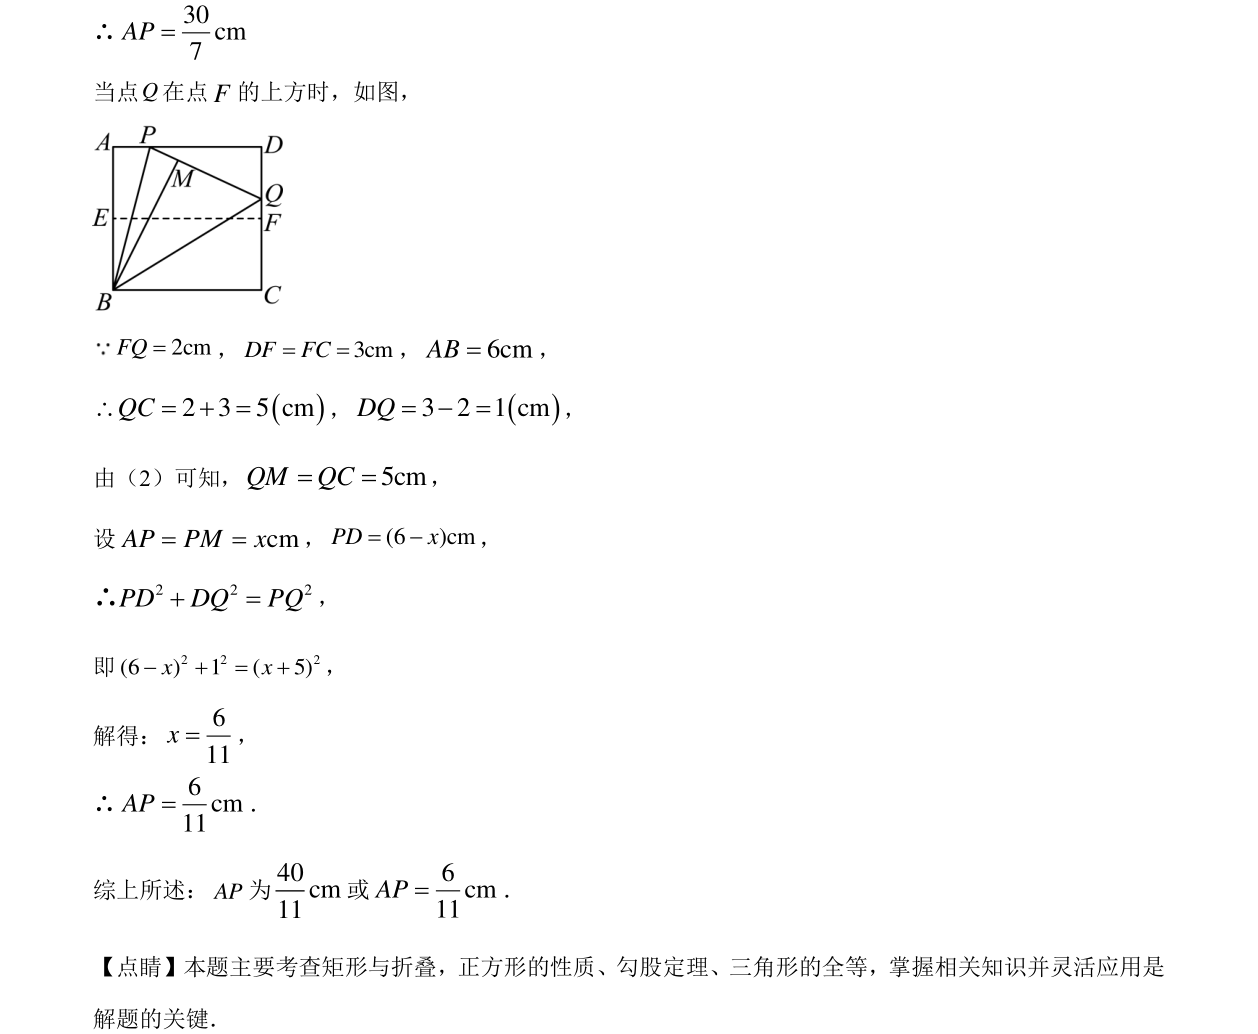 ∴ AP = 30/7 cm
当点Q在点F的上方时，如图，
A P D
M
Q
E F
B C
∵ FQ = 2cm，DF = FC = 3cm，AB = 6cm，
∴ QC = 2+3 = 5(cm)，DQ = 3−2 = 1(cm)，
由（2）可知，QM = QC = 5cm，
设 AP = PM = xcm，PD = (6−x)cm，
∴PD² + DQ² = PQ²，
即 (6−x)² +1² = (x+5)²，
解得：x = 6/11，
∴ AP = 6/11 cm．
综上所述：AP 为 40/11 cm 或 AP = 6/11 cm．
【点睛】本题主要考查矩形与折叠，正方形的性质、勾股定理、三角形的全等，掌握相关知识并灵活应用是
解题的关键．